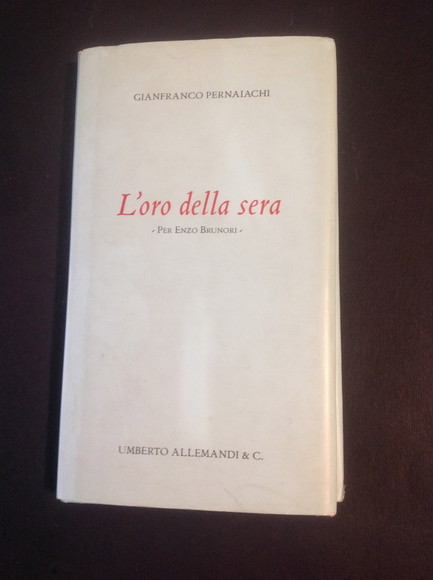 GIANFRANCO PERNAIACHI
L'oro della sera
- PER ENZO BRUNORI -
UMBERTO ALLEMANDI & C.